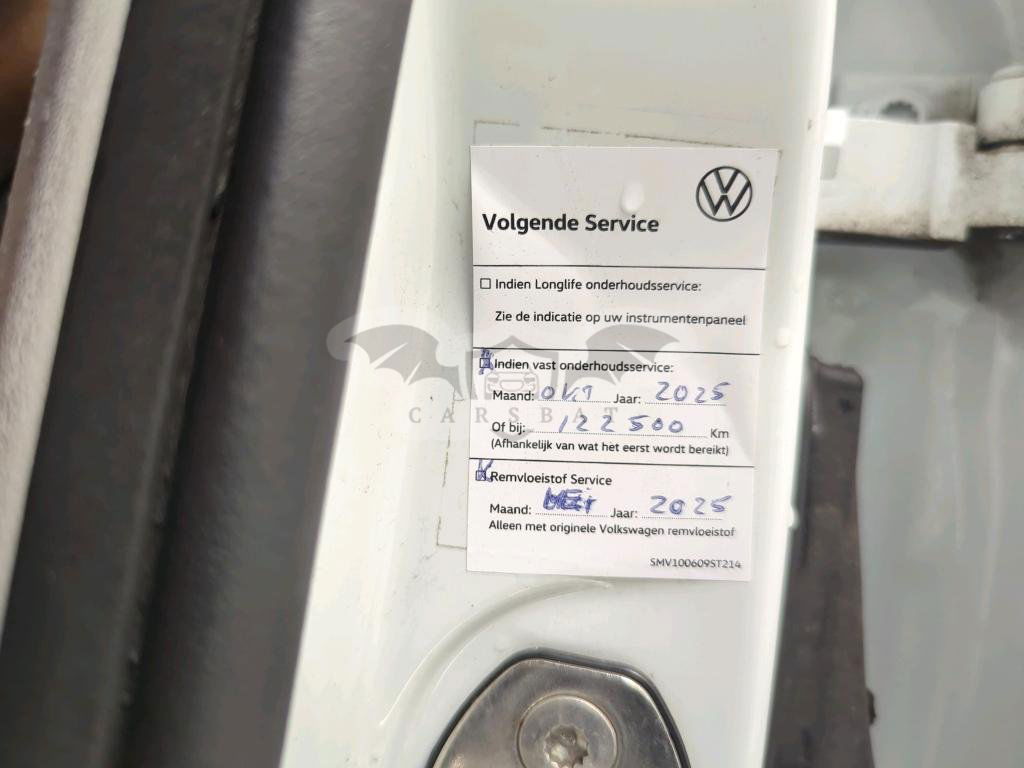 Volgende Service
Indien Longlife onderhoudsservice:
Zie de indicatie op uw instrumentenpaneel
Indien vast onderhoudsservice:
Maand: okt Jaar: 2025
CARSBAT
Of bij: 122500 Km
(Afhankelijk van wat het eerst wordt bereikt)
Remvloeistof Service
Maand: Jaar: 2025
Alleen met originele Volkswagen remvloeistof
SMV100609ST214